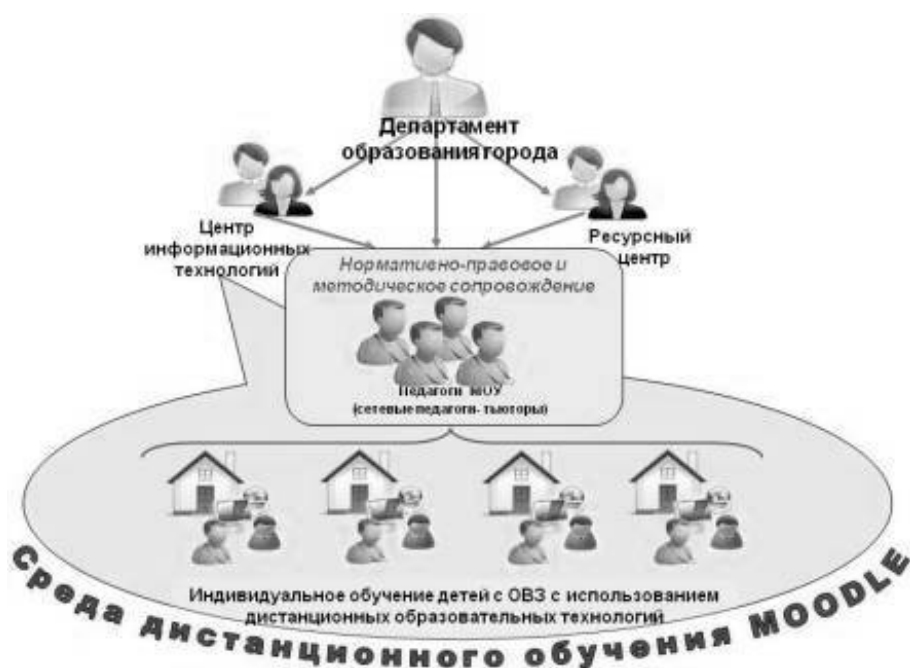 Департамент
образования города
Центр
информационных
технологий
Ресурсный
центр
Нормативно-правовое и
методическое сопровождение
Педагоги МОУ
(сетевые педагоги- тьюторы)
Индивидуальное обучение детей с ОВЗ с использованием
дистанционных образовательных технологий
Среда дистанционного обучения MOODLE